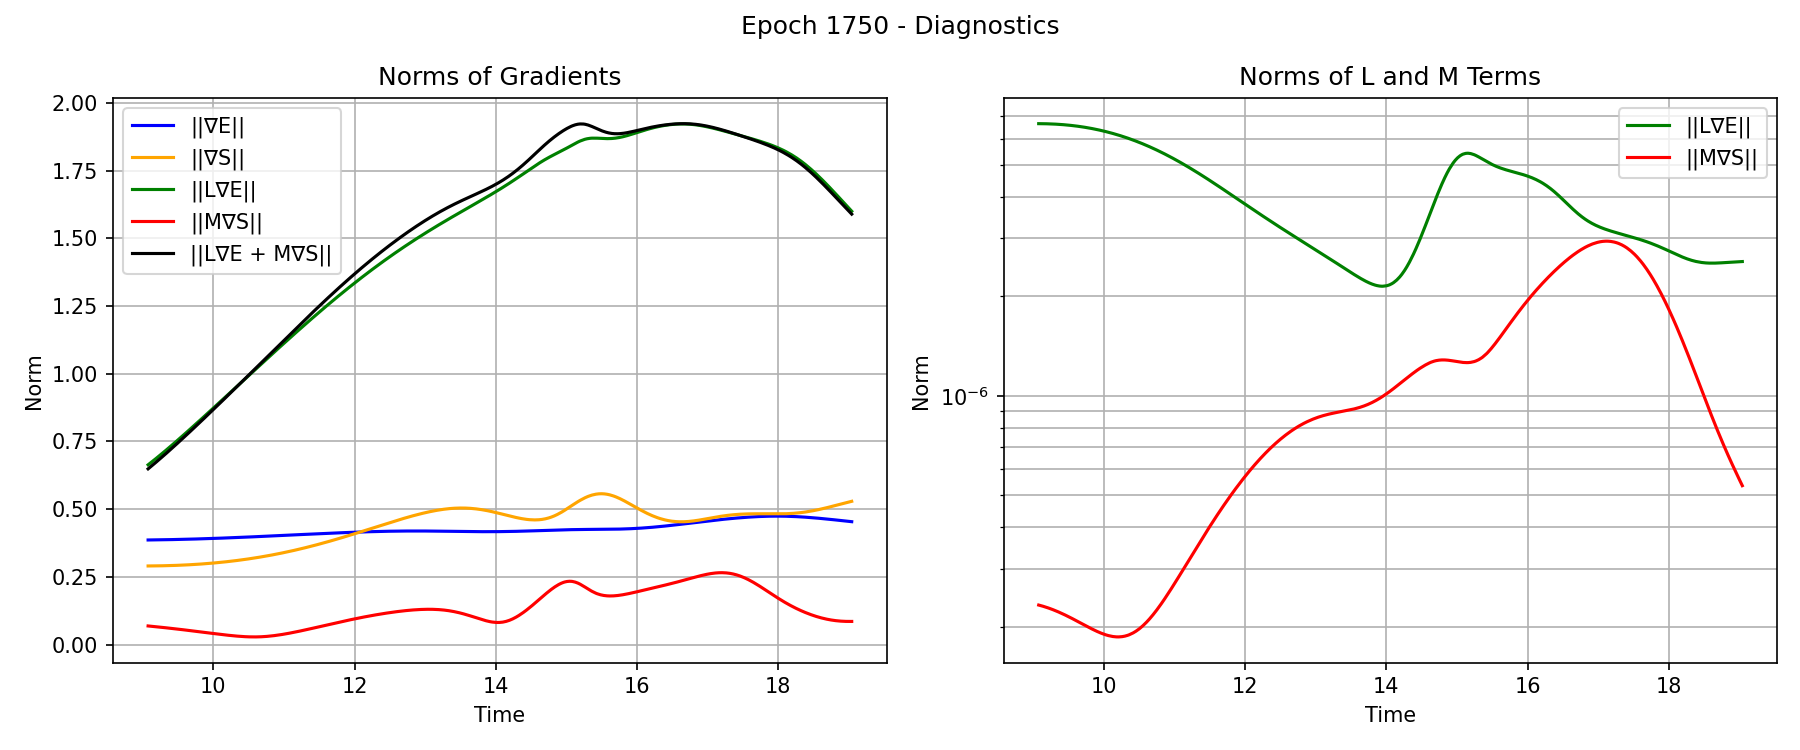 Epoch 1750 - Diagnostics
Norms of Gradients
Norm
2.00
1.75
1.50
1.25
1.00
0.75
0.50
0.25
0.00
||∇E||
||∇S||
||L∇E||
||M∇S||
||L∇E + M∇S||
10 12 14 16 18
Time
Norms of L and M Terms
Norm
10⁻⁶
||L∇E||
||M∇S||
10 12 14 16 18
Time